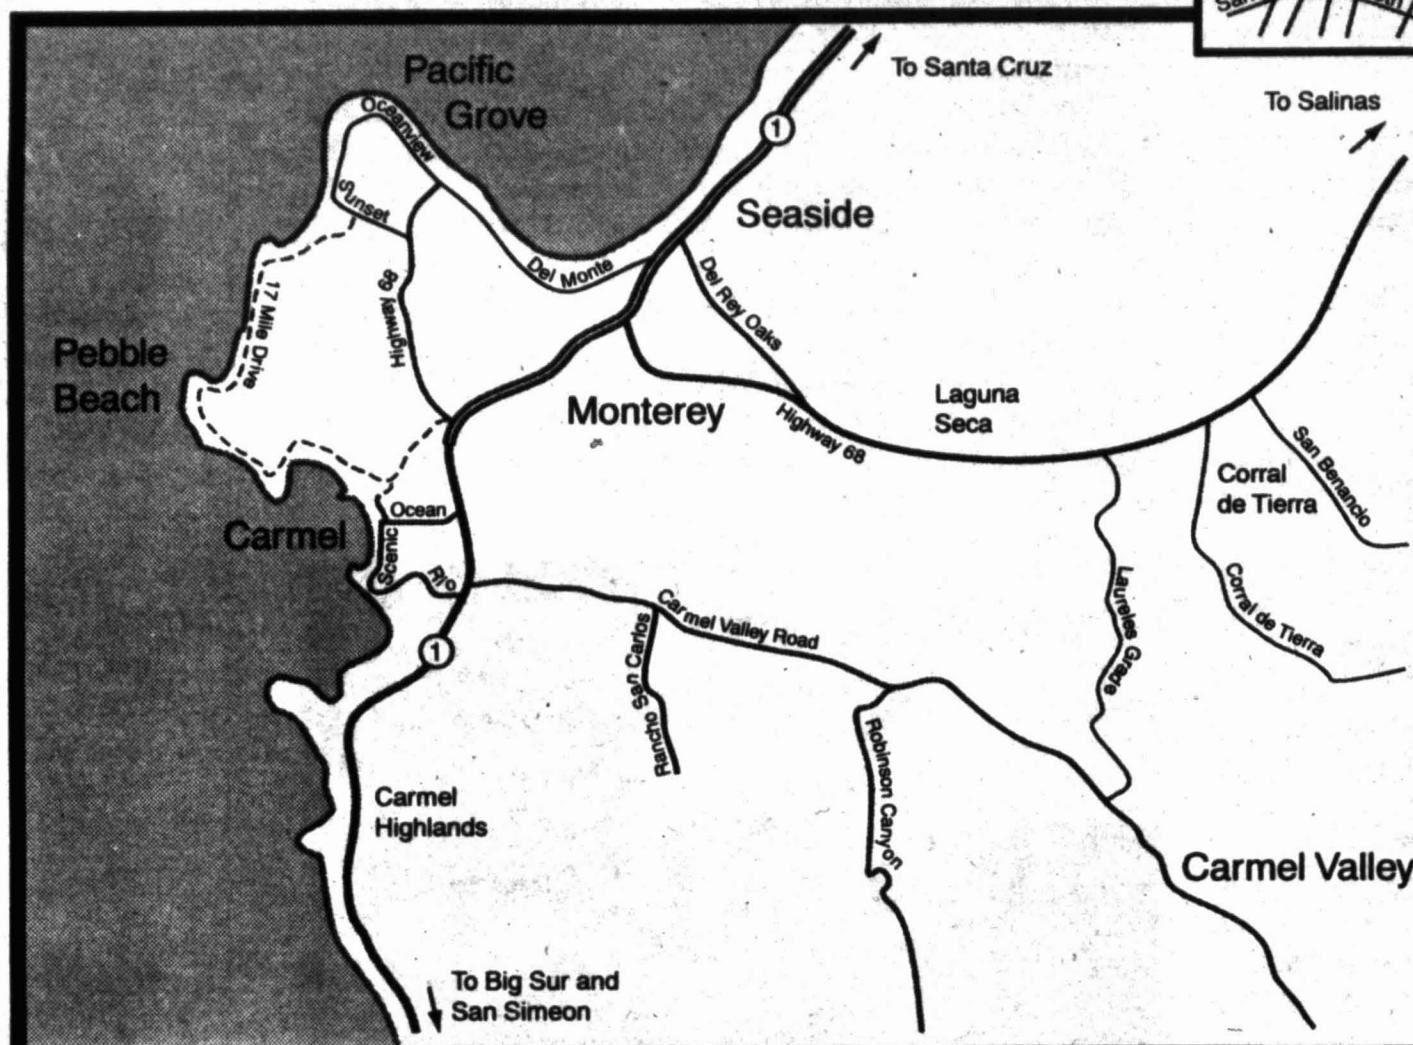 To Santa Cruz
To Salinas
Pacific
Grove
Oceanview
1
Sunset
Seaside
Del Monte
Del Rey Oaks
17 Mile Drive
Highway 68
Pebble
Beach
Monterey
Highway 68
Laguna
Seca
San Benancio
Corral
de Tierra
Ocean
Carmel
Scenic
Rio
Laureles Grade
Corral de Tierra
Carmel Valley Road
1
Rancho San Carlos
Robinson Canyon
Carmel
Highlands
Carmel Valley
To Big Sur and
San Simeon